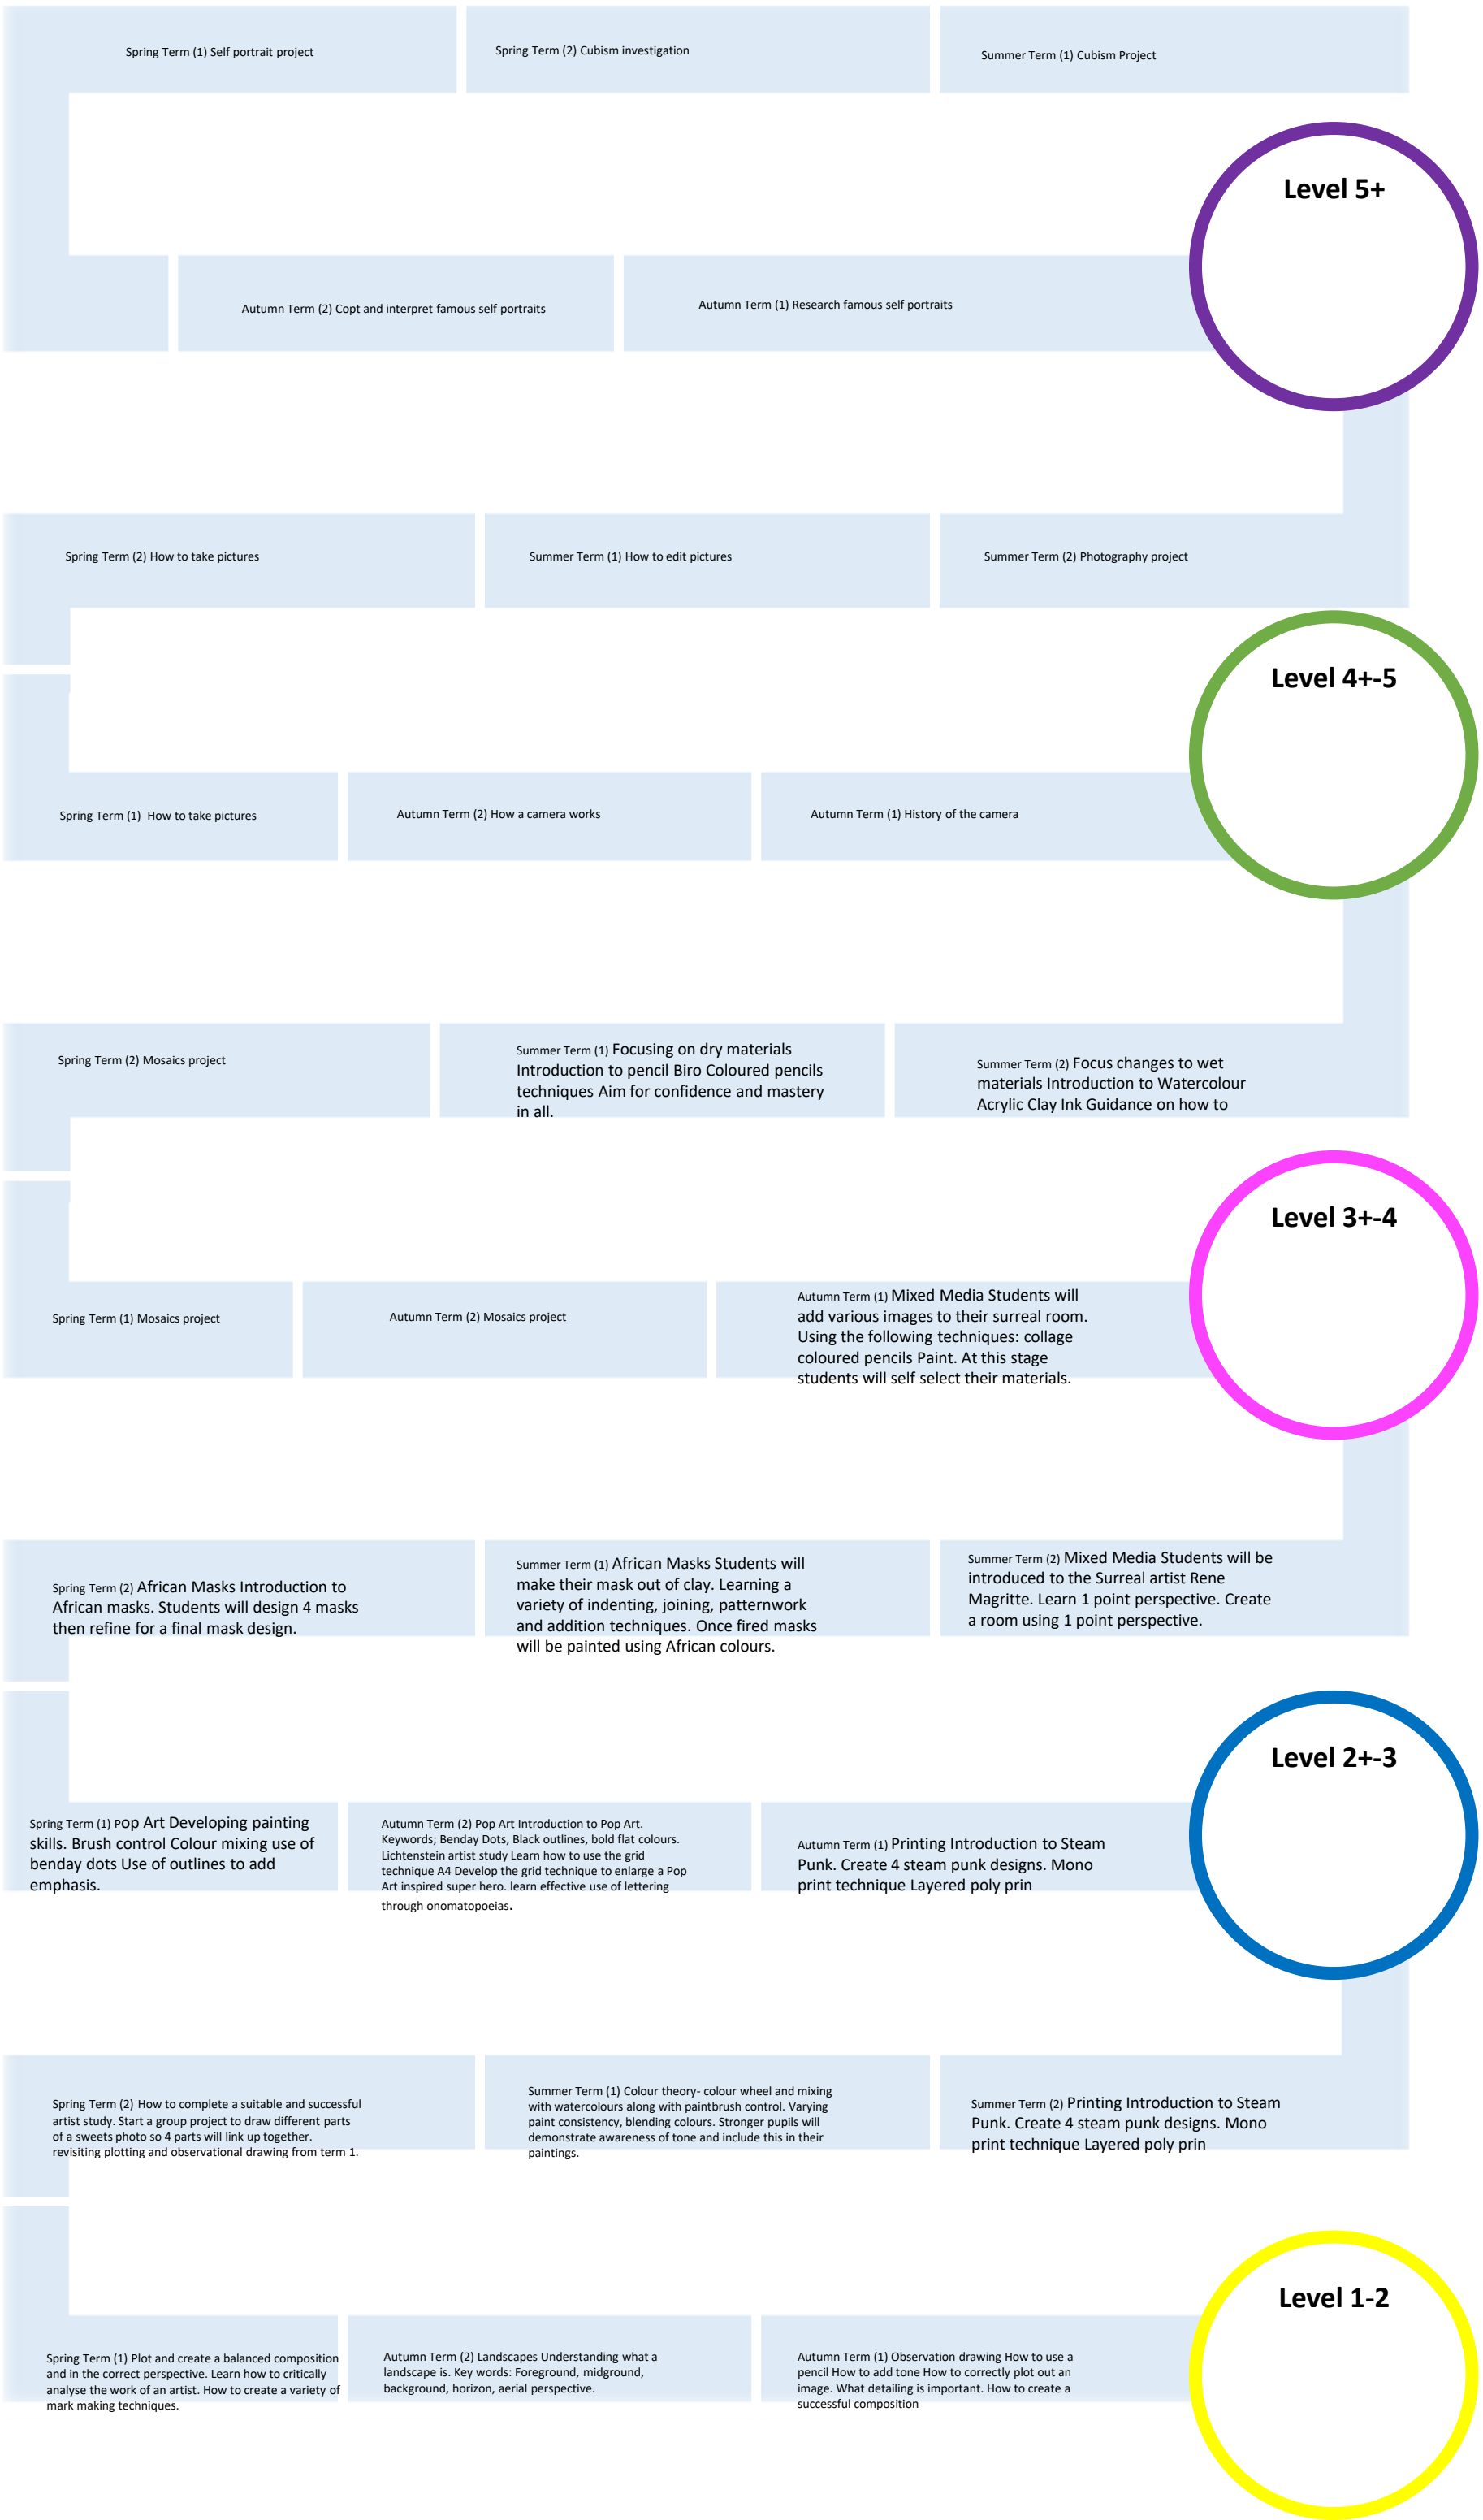 Spring Term (1) Self portrait project
Spring Term (2) Cubism investigation
Summer Term (1) Cubism Project
Level 5+
Autumn Term (2) Copt and interpret famous self portraits
Autumn Term (1) Research famous self portraits
Spring Term (2) How to take pictures
Summer Term (1) How to edit pictures
Summer Term (2) Photography project
Level 4+-5
Spring Term (1) How to take pictures
Autumn Term (2) How a camera works
Autumn Term (1) History of the camera
Spring Term (2) Mosaics project
Summer Term (1) Focusing on dry materials
Introduction to pencil Biro Coloured pencils
techniques Aim for confidence and mastery
in all.
Summer Term (2) Focus changes to wet
materials Introduction to Watercolour
Acrylic Clay Ink Guidance on how to
Level 3+-4
Spring Term (1) Mosaics project
Autumn Term (2) Mosaics project
Autumn Term (1) Mixed Media Students will
add various images to their surreal room.
Using the following techniques: collage
coloured pencils Paint. At this stage
students will self select their materials.
Spring Term (2) African Masks Introduction to
African masks. Students will design 4 masks
then refine for a final mask design.
Summer Term (1) African Masks Students will
make their mask out of clay. Learning a
variety of indenting, joining, patternwork
and addition techniques. Once fired masks
will be painted using African colours.
Summer Term (2) Mixed Media Students will be
introduced to the Surreal artist Rene
Magritte. Learn 1 point perspective. Create
a room using 1 point perspective.
Level 2+-3
Spring Term (1) Pop Art Developing painting
skills. Brush control Colour mixing use of
benday dots Use of outlines to add
emphasis.
Autumn Term (2) Pop Art Introduction to Pop Art.
Keywords; Benday Dots, Black outlines, bold flat colours.
Lichtenstein artist study Learn how to use the grid
technique A4 Develop the grid technique to enlarge a Pop
Art inspired super hero. learn effective use of lettering
through onomatopoeias.
Autumn Term (1) Printing Introduction to Steam
Punk. Create 4 steam punk designs. Mono
print technique Layered poly prin
Spring Term (2) How to complete a suitable and successful
artist study. Start a group project to draw different parts
of a sweets photo so 4 parts will link up together.
revisiting plotting and observational drawing from term 1.
Summer Term (1) Colour theory- colour wheel and mixing
with watercolours along with paintbrush control. Varying
paint consistency, blending colours. Stronger pupils will
demonstrate awareness of tone and include this in their
paintings.
Summer Term (2) Printing Introduction to Steam
Punk. Create 4 steam punk designs. Mono
print technique Layered poly prin
Level 1-2
Spring Term (1) Plot and create a balanced composition
and in the correct perspective. Learn how to critically
analyse the work of an artist. How to create a variety of
mark making techniques.
Autumn Term (2) Landscapes Understanding what a
landscape is. Key words: Foreground, midground,
background, horizon, aerial perspective.
Autumn Term (1) Observation drawing How to use a
pencil How to add tone How to correctly plot out an
image. What detailing is important. How to create a
successful composition